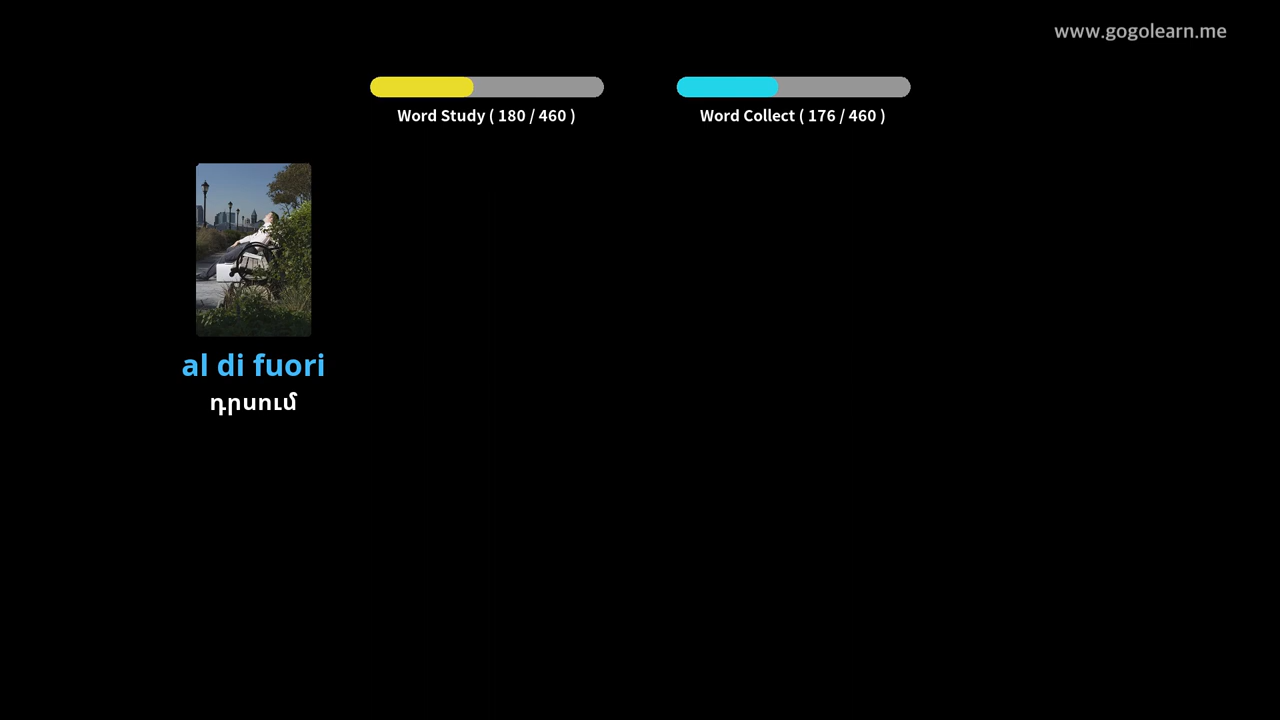 www.gogolearn.me
Word Study ( 180 / 460 )
Word Collect ( 176 / 460 )
al di fuori
դրսում